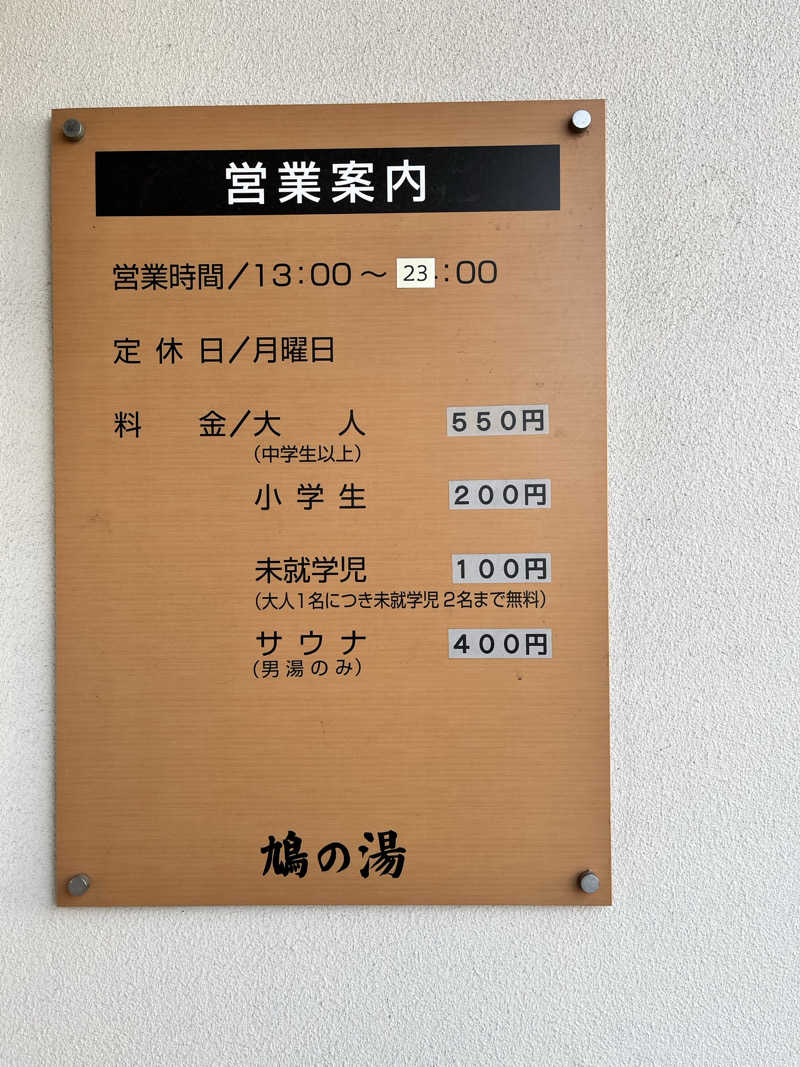 営業案内
営業時間／13：00 〜 23：00
定休日／月曜日
料　金／大　人　550円
（中学生以上）
小学生　200円
未就学児　100円
（大人1名につき未就学児2名まで無料）
サウナ　400円
（男湯のみ）
鳩の湯